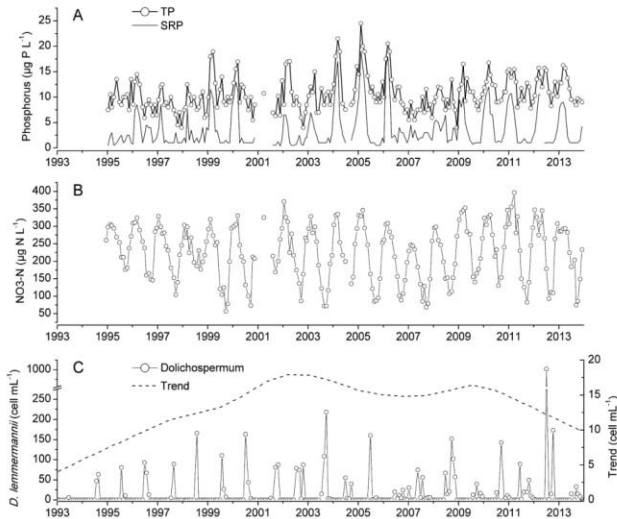 A
TP
SRP
Phosphorus (µg P L⁻¹)
25
20
15
10
5
0
1993 1995 1997 1999 2001 2003 2005 2007 2009 2011 2013
B
NO3-N (µg N L⁻¹)
400
350
300
250
200
150
100
50
0
1993 1995 1997 1999 2001 2003 2005 2007 2009 2011 2013
C
Dolichospermum
Trend
D. lemmermannii (cell mL⁻¹)
1000
250
200
150
100
50
0
Trend (cell mL⁻¹)
20
15
10
5
0
1993 1995 1997 1999 2001 2003 2005 2007 2009 2011 2013